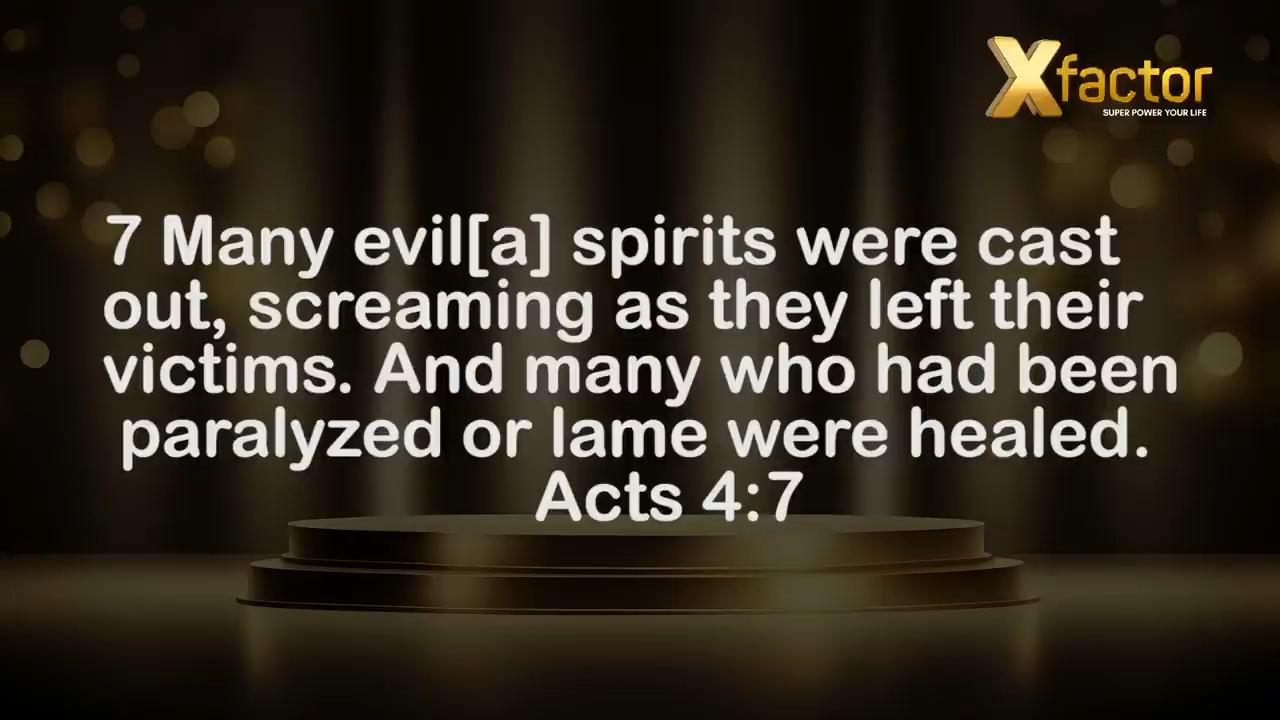 Xfactor
SUPER POWER YOUR LIFE
7 Many evil[a] spirits were cast
out, screaming as they left their
victims. And many who had been
paralyzed or lame were healed.
Acts 4:7